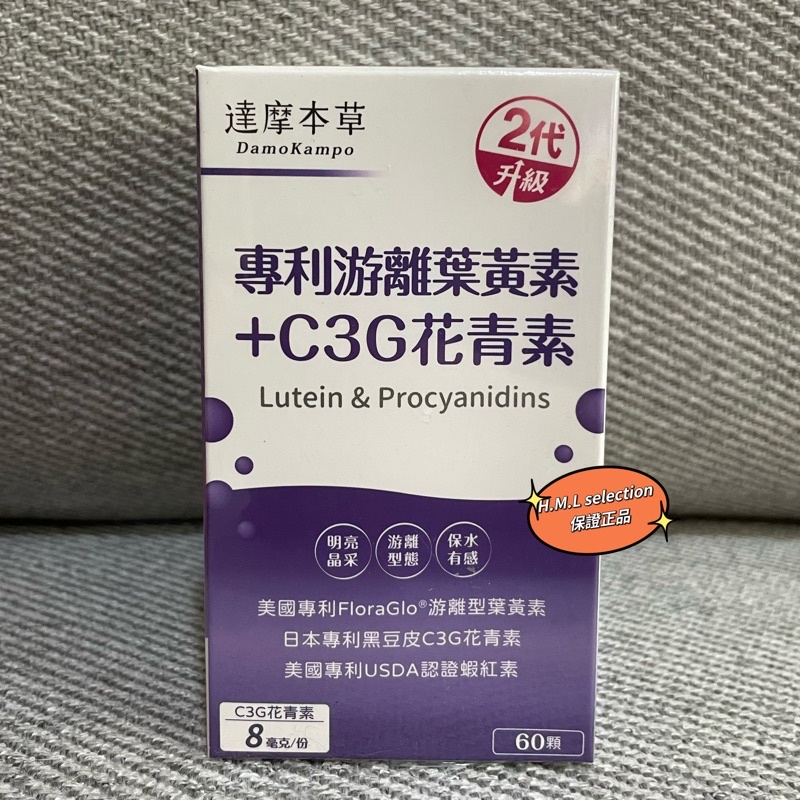 達摩本草
DamoKampo
2代
升級
專利游離葉黃素
+C3G花青素
Lutein & Procyanidins
H.M.L selection
保證正品
明亮
晶采
游離
型態
保水
有感
美國專利FloraGlo®游離型葉黃素
日本專利黑豆皮C3G花青素
美國專利USDA認證蝦紅素
C3G花青素
8毫克/份
60顆